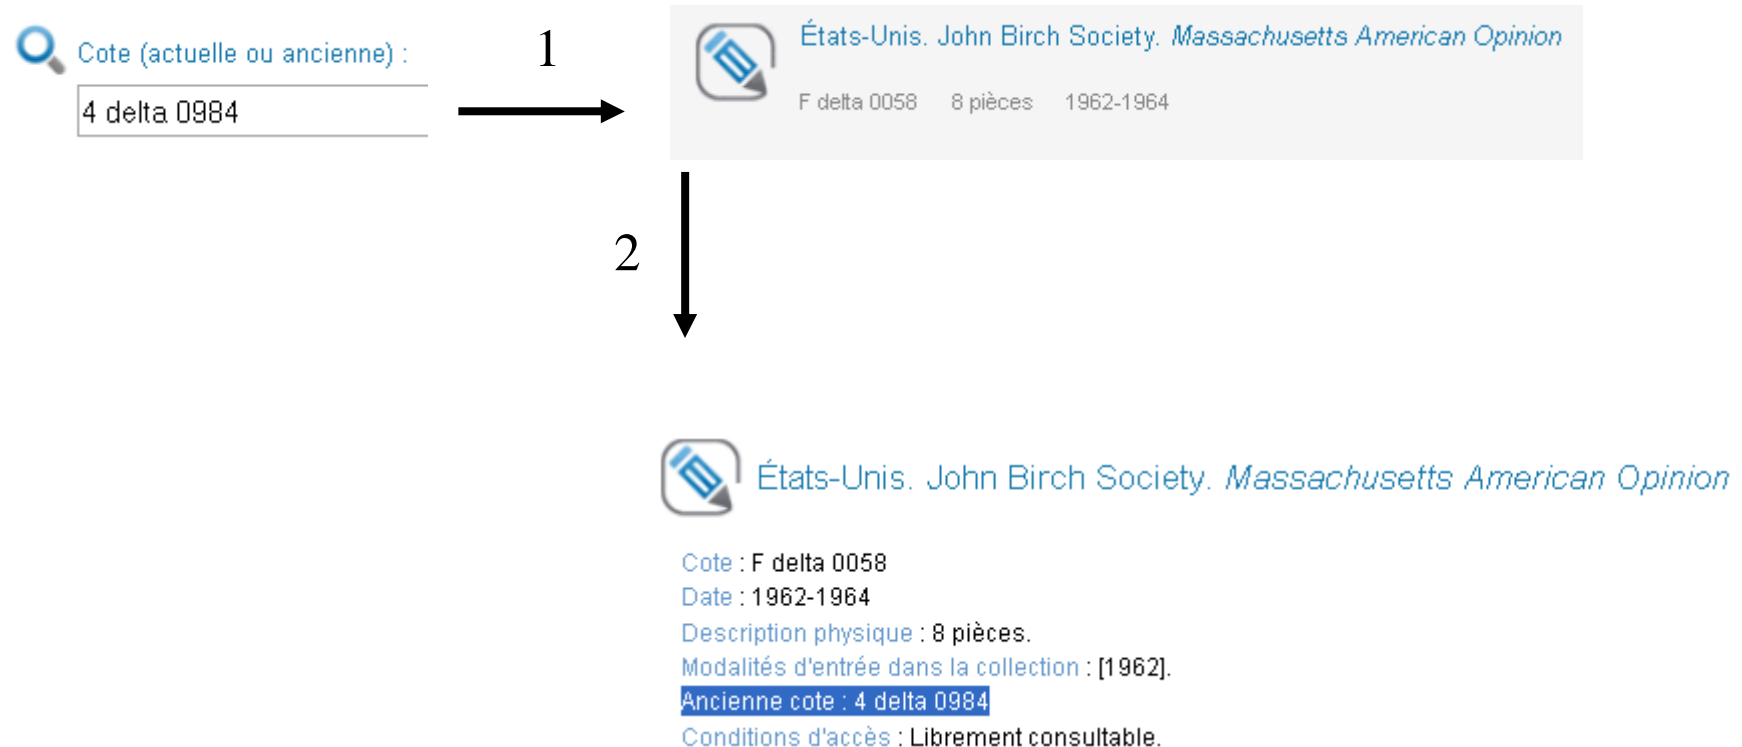 Cote (actuelle ou ancienne) :
4 delta 0984
1
États-Unis. John Birch Society. Massachusetts American Opinion
F delta 0058 8 pièces 1962-1964
2
États-Unis. John Birch Society. Massachusetts American Opinion
Cote : F delta 0058
Date : 1962-1964
Description physique : 8 pièces.
Modalités d'entrée dans la collection : [1962].
Ancienne cote : 4 delta 0984
Conditions d'accès : Librement consultable.